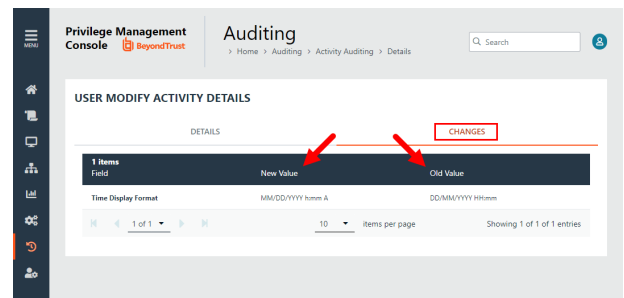 MENU
Privilege Management
Console BeyondTrust
Auditing
> Home > Auditing > Activity Auditing > Details
Search
USER MODIFY ACTIVITY DETAILS
DETAILS CHANGES
1 items
Field New Value Old Value
Time Display Format MM/DD/YYYY h:mm A DD/MM/YYYY HH:mm
1 of 1 10 items per page Showing 1 of 1 of 1 entries